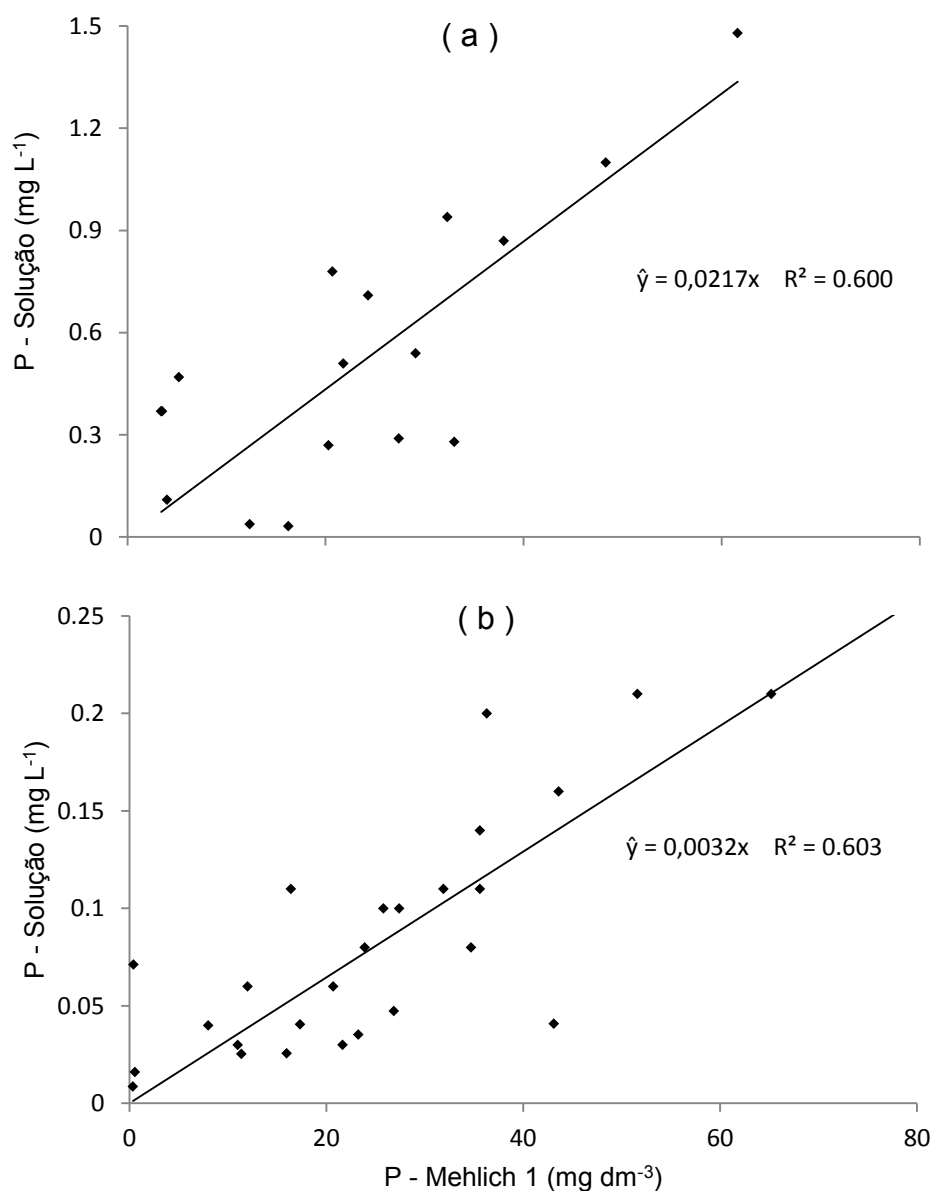 ( a )
1.5
1.2
0.9
0.6
0.3
0
P - Solução (mg L-1)
ŷ = 0,0217x R² = 0.600
( b )
0.25
0.2
0.15
0.1
0.05
0
P - Solução (mg L-1)
ŷ = 0,0032x R² = 0.603
0 20 40 60 80
P - Mehlich 1 (mg dm-3)